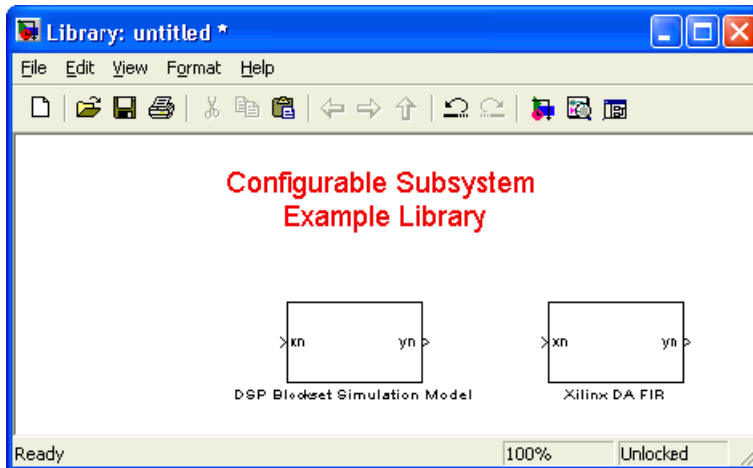 Library: untitled *
File Edit View Format Help
Configurable Subsystem
Example Library
xn yn xn yn
DSP Blockset Simulation Model Xilinx DA FIR
Ready 100% Unlocked